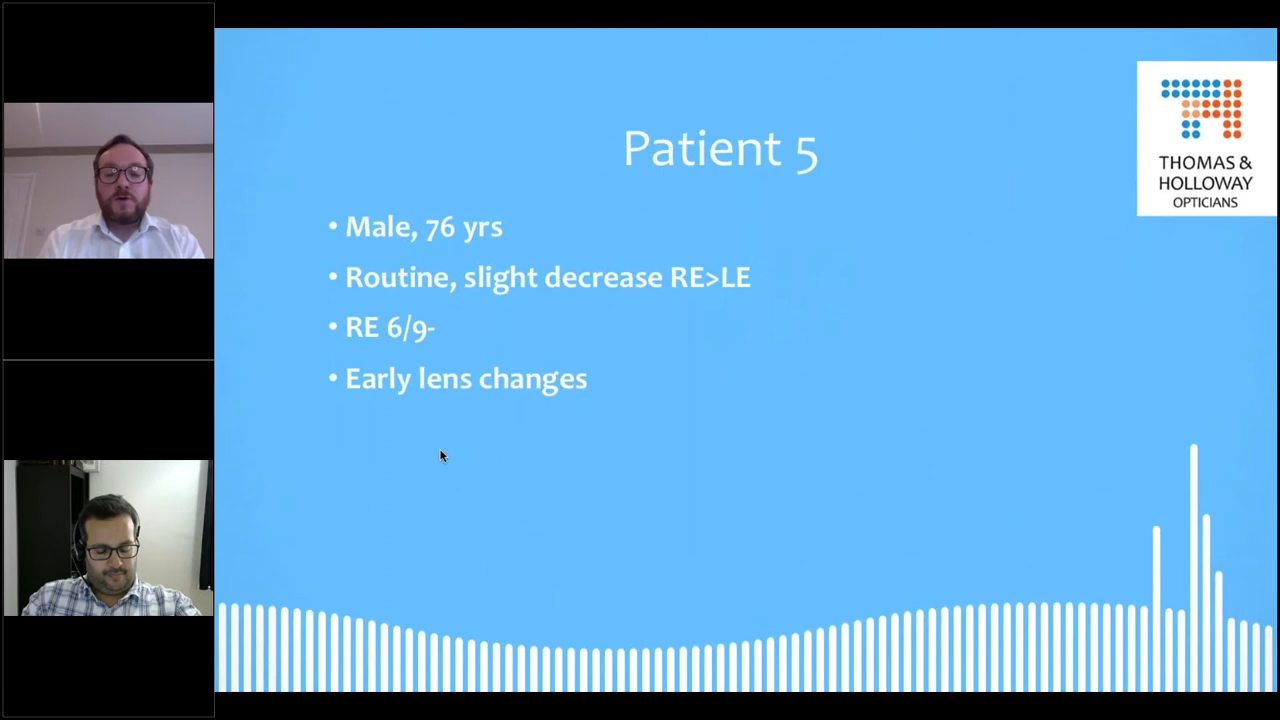 Patient 5
• Male, 76 yrs
• Routine, slight decrease RE>LE
• RE 6/9-
• Early lens changes
THOMAS &
HOLLOWAY
OPTICIANS